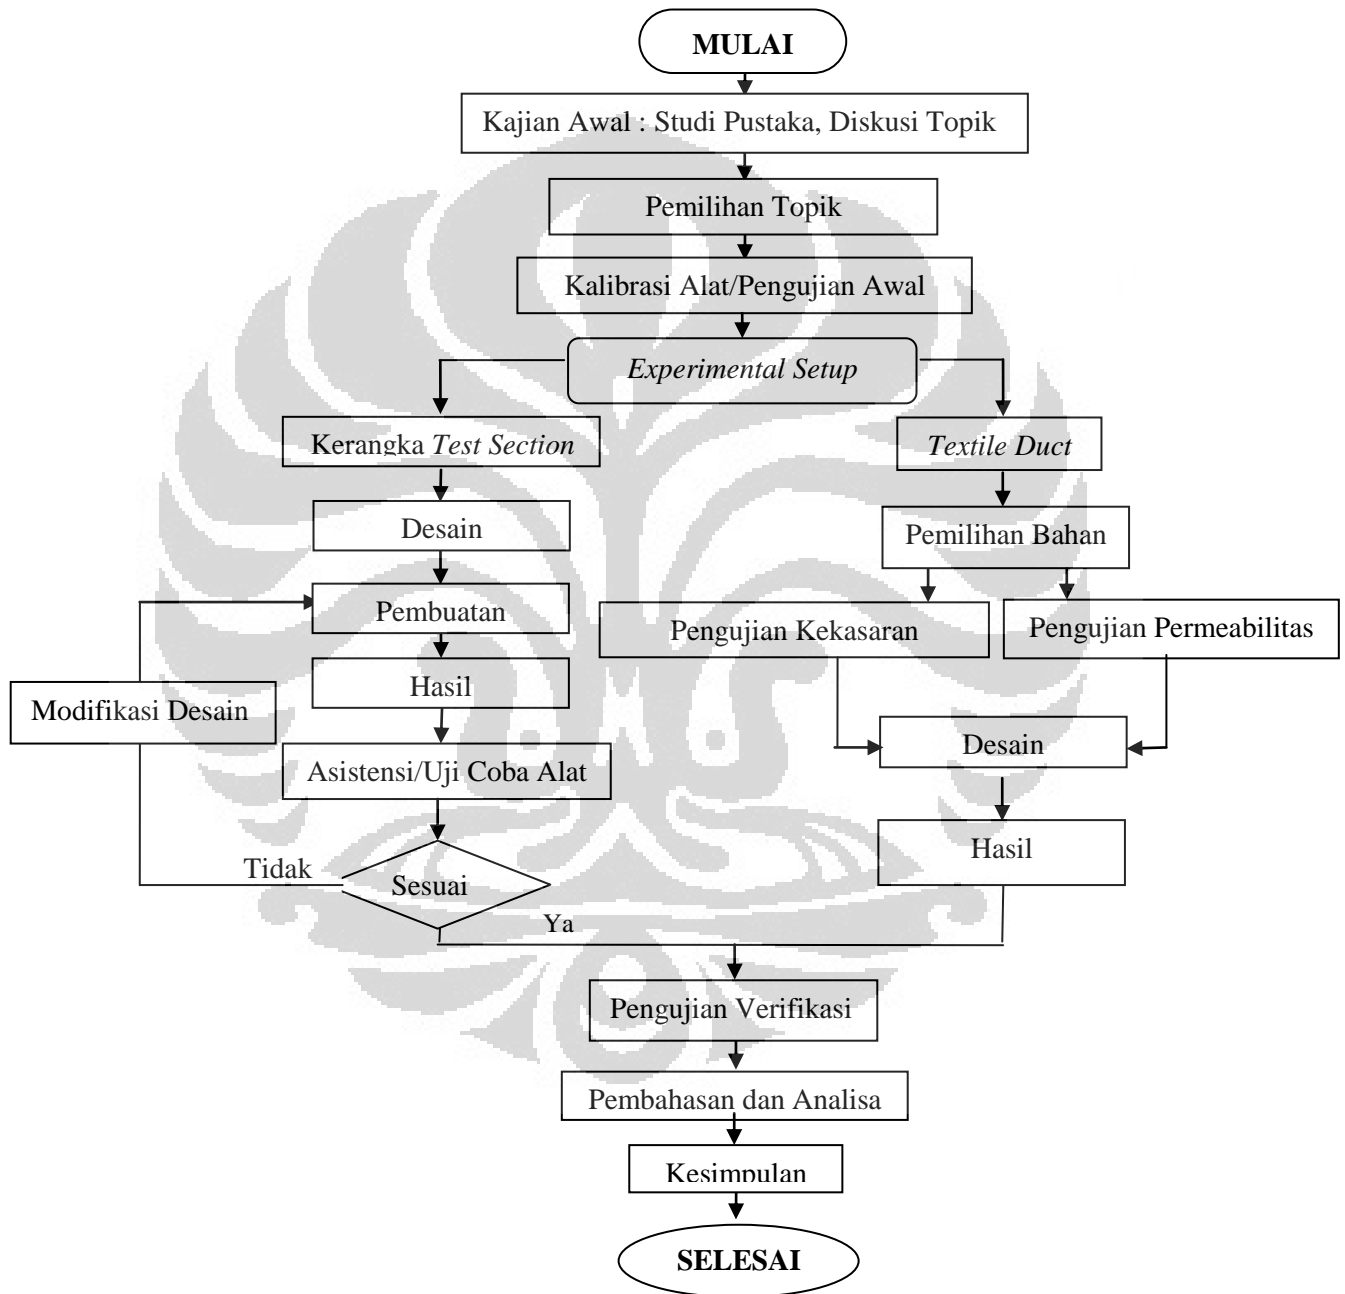 MULAI
Kajian Awal : Studi Pustaka, Diskusi Topik
Pemilihan Topik
Kalibrasi Alat/Pengujian Awal
Experimental Setup
Kerangka Test Section
Textile Duct
Desain
Pemilihan Bahan
Pembuatan
Pengujian Kekasaran
Pengujian Permeabilitas
Hasil
Modifikasi Desain
Desain
Asistensi/Uji Coba Alat
Hasil
Tidak
Sesuai
Ya
Pengujian Verifikasi
Pembahasan dan Analisa
Kesimpulan
SELESAI